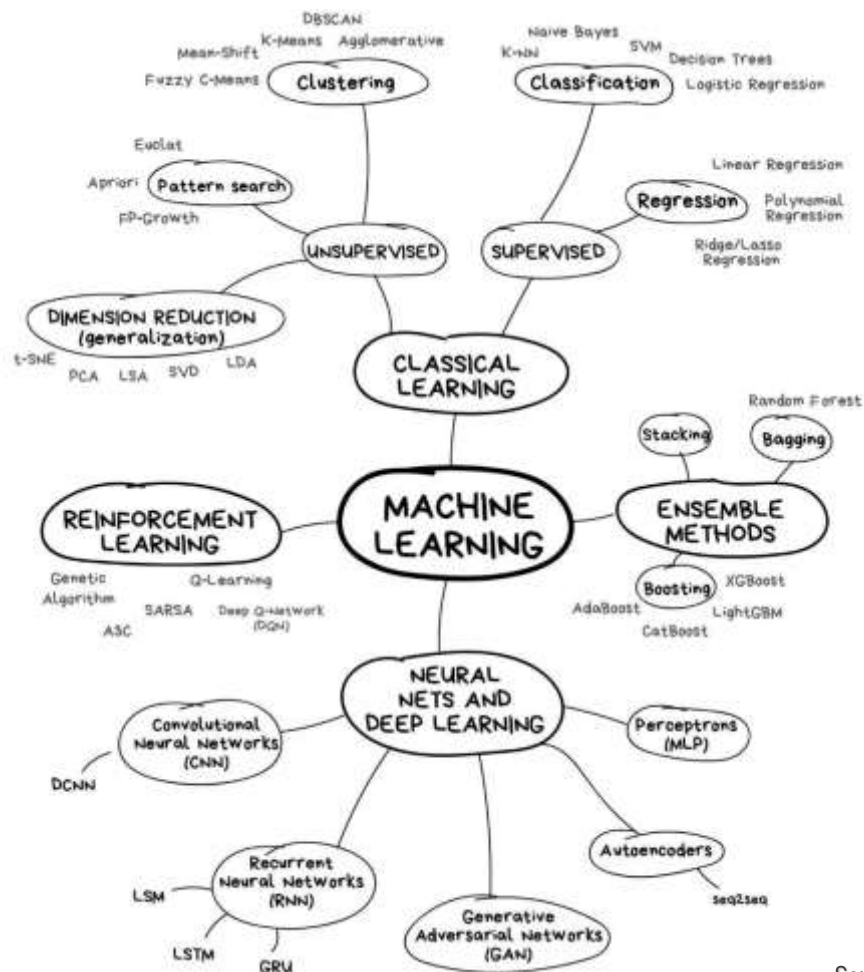 DBSCAN
K-Means
Agglomerative
Mean-Shift
Fuzzy C-Means
Clustering
Naive Bayes
K-NN
SVM
Decision Trees
Classification
Logistic Regression
Euclat
Apriori
Pattern search
FP-Growth
Linear Regression
Regression
Polynomial
Regression
Ridge/Lasso
Regression
UNSUPERVISED
SUPERVISED
DIMENSION REDUCTION
(generalization)
t-SNE
PCA
LSA
SVD
LDA
CLASSICAL
LEARNING
Random Forest
Stacking
Bagging
MACHINE
LEARNING
REINFORCEMENT
LEARNING
ENSEMBLE
METHODS
Genetic
Algorithm
Q-Learning
SARSA
Deep Q-Network
(DQN)
A3C
Boosting
XGBoost
AdaBoost
LightGBM
CatBoost
NEURAL
NETS AND
DEEP LEARNING
Convolutional
Neural Networks
(CNN)
DCNN
Perceptrons
(MLP)
Autoencoders
seq2seq
Recurrent
Neural Networks
(RNN)
LSM
LSTM
GRU
Generative
Adversarial Networks
(GAN)